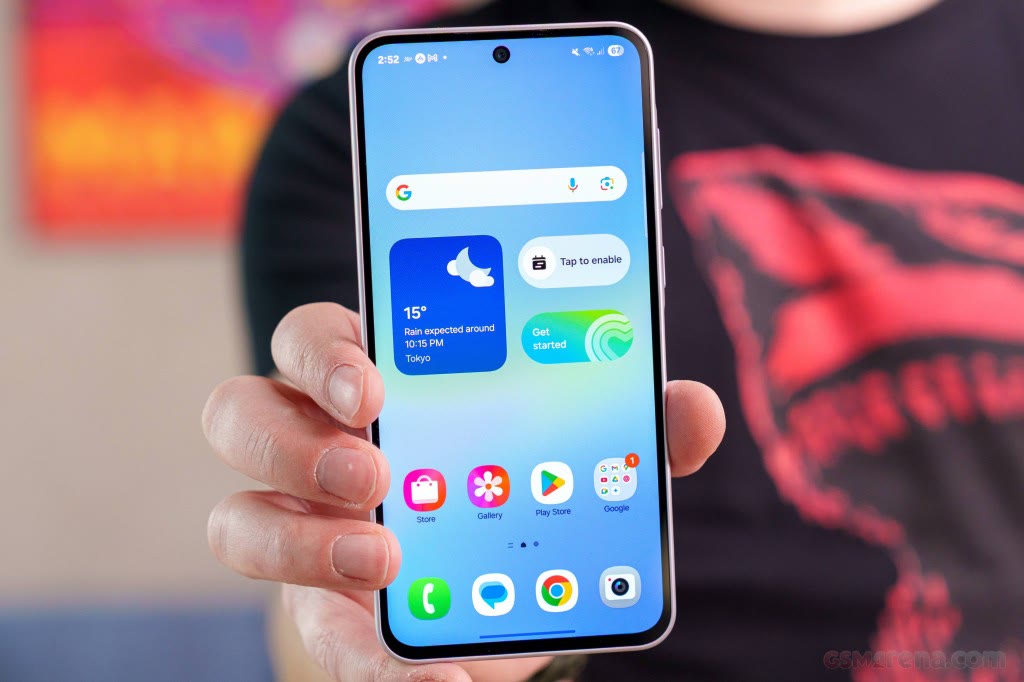 2:52
67
15°
Rain expected around
10:15 PM
Tokyo
Tap to enable
Get
started
Store
Gallery
Play Store
1
Google
GSMarena.com